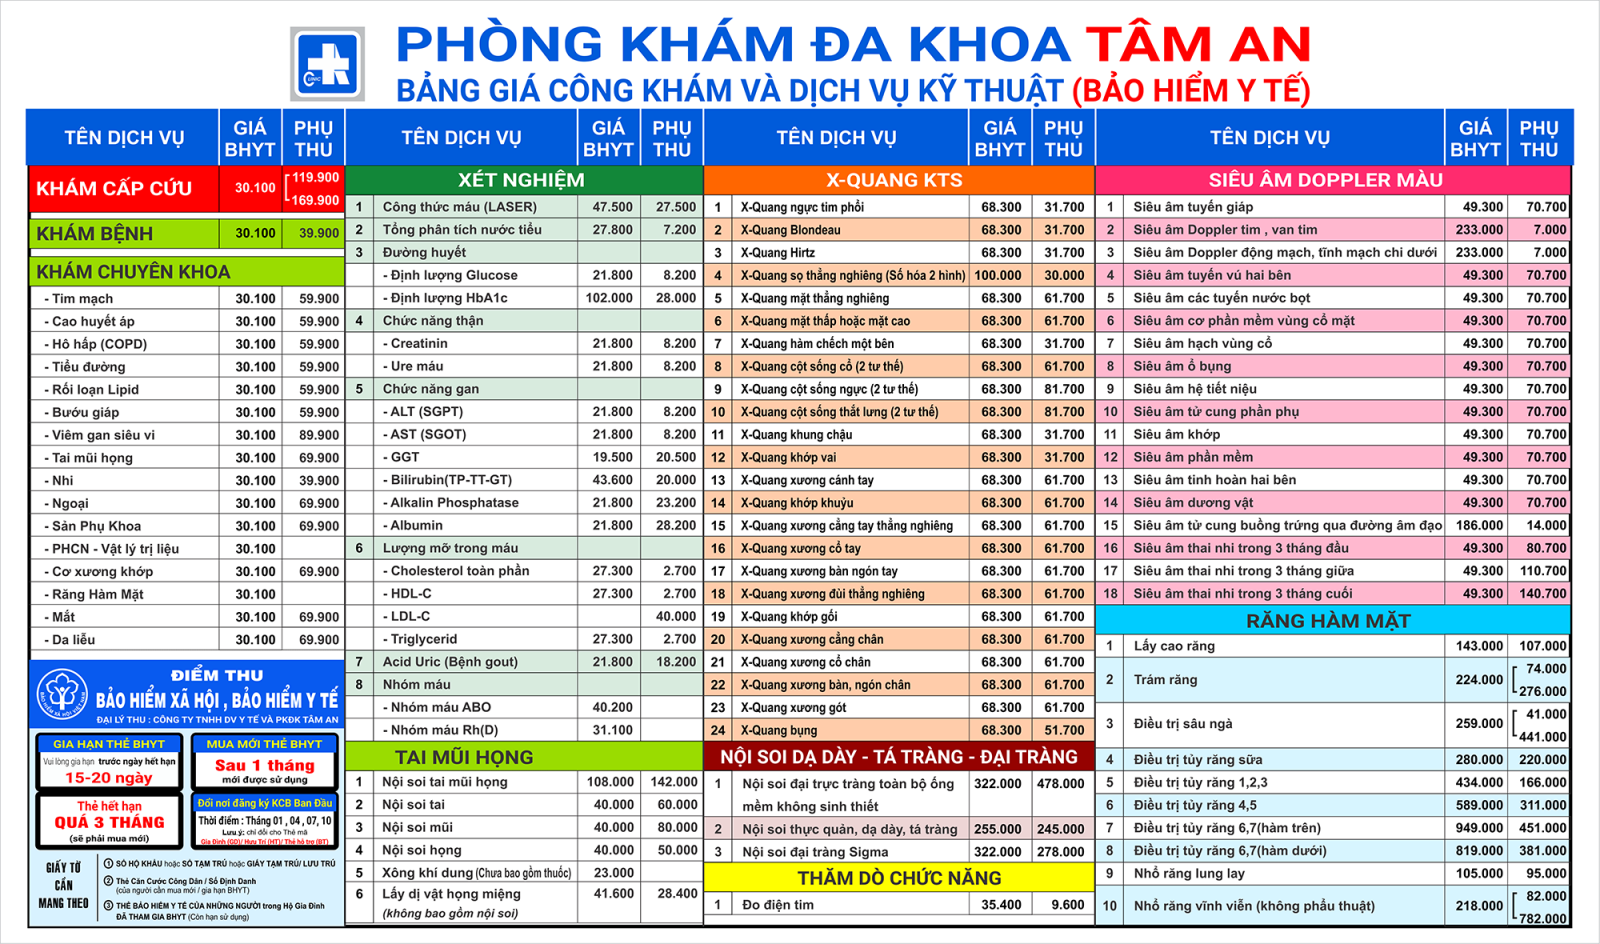 CLINIC
PHÒNG KHÁM ĐA KHOA TÂM AN
BẢNG GIÁ CÔNG KHÁM VÀ DỊCH VỤ KỸ THUẬT (BẢO HIỂM Y TẾ)
TÊN DỊCH VỤ GIÁ BHYT PHỤ THU
KHÁM CẤP CỨU 30.100 119.900
169.900
KHÁM BỆNH 30.100 39.900
KHÁM CHUYÊN KHOA
- Tim mạch 30.100 59.900
- Cao huyết áp 30.100 59.900
- Hô hấp (COPD) 30.100 59.900
- Tiểu đường 30.100 59.900
- Rối loạn Lipid 30.100 59.900
- Bướu giáp 30.100 59.900
- Viêm gan siêu vi 30.100 89.900
- Tai mũi họng 30.100 69.900
- Nhi 30.100 39.900
- Ngoại 30.100 69.900
- Sản Phụ Khoa 30.100 69.900
- PHCN - Vật lý trị liệu 30.100
- Cơ xương khớp 30.100 69.900
- Răng Hàm Mặt 30.100
- Mắt 30.100 69.900
- Da liễu 30.100 69.900
BẢO HIỂM XÃ HỘI VIỆT NAM
ĐIỂM THU
BẢO HIỂM XÃ HỘI , BẢO HIỂM Y TẾ
ĐẠI LÝ THU : CÔNG TY TNHH DV Y TẾ VÀ PKĐK TÂM AN
GIA HẠN THẺ BHYT
Vui lòng gia hạn trước ngày hết hạn
15-20 ngày
MUA MỚI THẺ BHYT
Sau 1 tháng
mới được sử dụng
Thẻ hết hạn
QUÁ 3 THÁNG
(sẽ phải mua mới)
Đổi nơi đăng ký KCB Ban Đầu
Thời điểm : Tháng 01 , 04 , 07, 10
Lưu ý: chỉ đổi cho Thẻ mã
Gia Đình (GD)/ Hưu Trí (HT)/ Thẻ hỗ trợ (BT)
GIẤY TỜ
CẦN
MANG THEO
1 SỔ HỘ KHẨU hoặc SỔ TẠM TRÚ hoặc GIẤY TẠM TRÚ/ LƯU TRÚ
2 Thẻ Căn Cước Công Dân / Số Định Danh
(của người cần mua mới / gia hạn BHYT)
3 THẺ BẢO HIỂM Y TẾ CỦA NHỮNG NGƯỜI trong Hộ Gia Đình
ĐÃ THAM GIA BHYT (Còn hạn sử dụng)
TÊN DỊCH VỤ GIÁ BHYT PHỤ THU
XÉT NGHIỆM
1 Công thức máu (LASER) 47.500 27.500
2 Tổng phân tích nước tiểu 27.800 7.200
3 Đường huyết
- Định lượng Glucose 21.800 8.200
- Định lượng HbA1c 102.000 28.000
4 Chức năng thận
- Creatinin 21.800 8.200
- Ure máu 21.800 8.200
5 Chức năng gan
- ALT (SGPT) 21.800 8.200
- AST (SGOT) 21.800 8.200
- GGT 19.500 20.500
- Bilirubin(TP-TT-GT) 43.600 20.000
- Alkalin Phosphatase 21.800 23.200
- Albumin 21.800 28.200
6 Lượng mỡ trong máu
- Cholesterol toàn phần 27.300 2.700
- HDL-C 27.300 2.700
- LDL-C 40.000
- Triglycerid 27.300 2.700
7 Acid Uric (Bệnh gout) 21.800 18.200
8 Nhóm máu
- Nhóm máu ABO 40.200
- Nhóm máu Rh(D) 31.100
TAI MŨI HỌNG
1 Nội soi tai mũi họng 108.000 142.000
2 Nội soi tai 40.000 60.000
3 Nội soi mũi 40.000 80.000
4 Nội soi họng 40.000 50.000
5 Xông khí dung (Chưa bao gồm thuốc) 23.000
6 Lấy dị vật họng miệng 41.600 28.400
(không bao gồm nội soi)
TÊN DỊCH VỤ GIÁ BHYT PHỤ THU
X-QUANG KTS
1 X-Quang ngực tim phổi 68.300 31.700
2 X-Quang Blondeau 68.300 31.700
3 X-Quang Hirtz 68.300 31.700
4 X-Quang sọ thẳng nghiêng (Số hóa 2 hình) 100.000 30.000
5 X-Quang mặt thẳng nghiêng 68.300 61.700
6 X-Quang mặt thấp hoặc mặt cao 68.300 61.700
7 X-Quang hàm chếch một bên 68.300 31.700
8 X-Quang cột sống cổ (2 tư thế) 68.300 61.700
9 X-Quang cột sống ngực (2 tư thế) 68.300 81.700
10 X-Quang cột sống thắt lưng (2 tư thế) 68.300 81.700
11 X-Quang khung chậu 68.300 31.700
12 X-Quang khớp vai 68.300 31.700
13 X-Quang xương cánh tay 68.300 61.700
14 X-Quang khớp khuỷu 68.300 61.700
15 X-Quang xương cẳng tay thẳng nghiêng 68.300 61.700
16 X-Quang xương cổ tay 68.300 61.700
17 X-Quang xương bàn ngón tay 68.300 61.700
18 X-Quang xương đùi thẳng nghiêng 68.300 61.700
19 X-Quang khớp gối 68.300 61.700
20 X-Quang xương cẳng chân 68.300 61.700
21 X-Quang xương cổ chân 68.300 61.700
22 X-Quang xương bàn, ngón chân 68.300 61.700
23 X-Quang xương gót 68.300 61.700
24 X-Quang bụng 68.300 51.700
NỘI SOI DẠ DÀY - TÁ TRÀNG - ĐẠI TRÀNG
1 Nội soi đại trực tràng toàn bộ ống 322.000 478.000
mềm không sinh thiết
2 Nội soi thực quản, dạ dày, tá tràng 255.000 245.000
3 Nội soi đại tràng Sigma 322.000 278.000
THĂM DÒ CHỨC NĂNG
1 Đo điện tim 35.400 9.600
TÊN DỊCH VỤ GIÁ BHYT PHỤ THU
SIÊU ÂM DOPPLER MÀU
1 Siêu âm tuyến giáp 49.300 70.700
2 Siêu âm Doppler tim , van tim 233.000 7.000
3 Siêu âm Doppler động mạch, tĩnh mạch chi dưới 233.000 7.000
4 Siêu âm tuyến vú hai bên 49.300 70.700
5 Siêu âm các tuyến nước bọt 49.300 70.700
6 Siêu âm cơ phần mềm vùng cổ mặt 49.300 70.700
7 Siêu âm hạch vùng cổ 49.300 70.700
8 Siêu âm ổ bụng 49.300 70.700
9 Siêu âm hệ tiết niệu 49.300 70.700
10 Siêu âm tử cung phần phụ 49.300 70.700
11 Siêu âm khớp 49.300 70.700
12 Siêu âm phần mềm 49.300 70.700
13 Siêu âm tinh hoàn hai bên 49.300 70.700
14 Siêu âm dương vật 49.300 70.700
15 Siêu âm tử cung buồng trứng qua đường âm đạo 186.000 14.000
16 Siêu âm thai nhi trong 3 tháng đầu 49.300 80.700
17 Siêu âm thai nhi trong 3 tháng giữa 49.300 110.700
18 Siêu âm thai nhi trong 3 tháng cuối 49.300 140.700
RĂNG HÀM MẶT
1 Lấy cao răng 143.000 107.000
2 Trám răng 224.000 74.000
276.000
3 Điều trị sâu ngà 259.000 41.000
441.000
4 Điều trị tủy răng sữa 280.000 220.000
5 Điều trị tủy răng 1,2,3 434.000 166.000
6 Điều trị tủy răng 4,5 589.000 311.000
7 Điều trị tủy răng 6,7(hàm trên) 949.000 451.000
8 Điều trị tủy răng 6,7(hàm dưới) 819.000 381.000
9 Nhổ răng lung lay 105.000 95.000
10 Nhổ răng vĩnh viễn (không phẩu thuật) 218.000 82.000
782.000